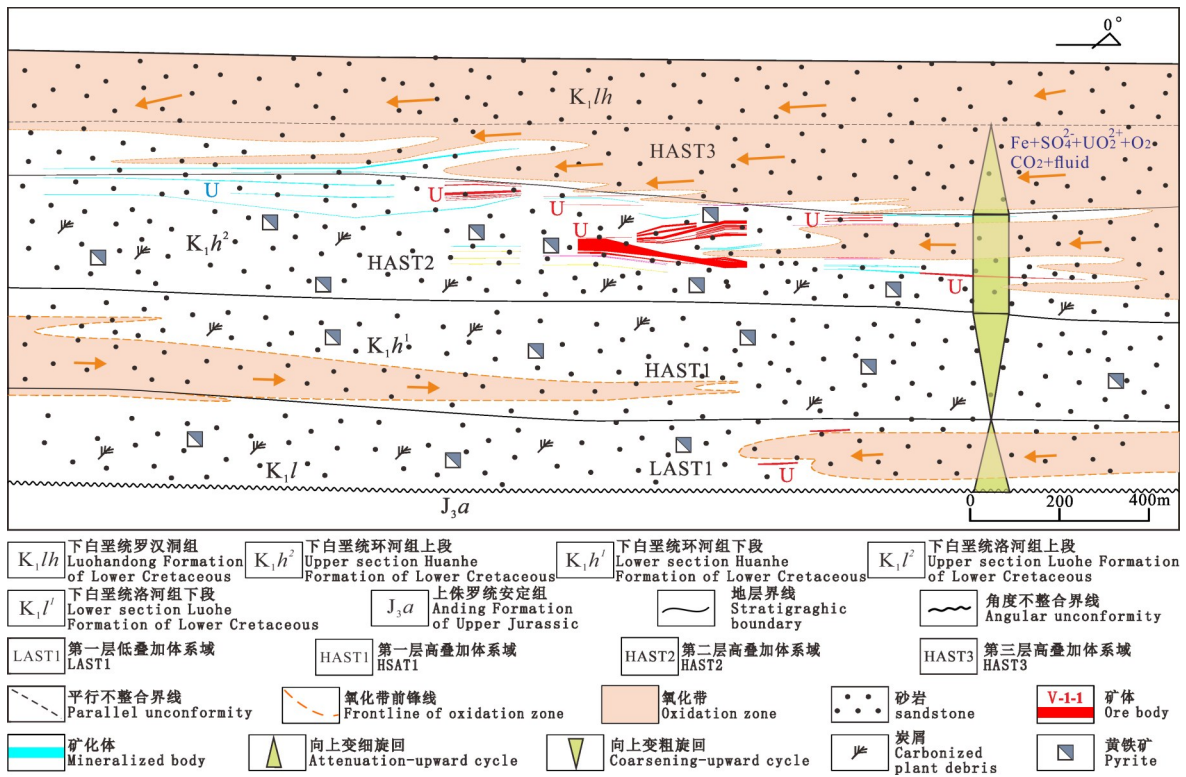 0°
K₁lh
Fe+SO₄²⁻+UO₂²⁺+O₂
CO₂+fluid
HAST3
U
U
U
U
U
K₁h²
HAST2
U
K₁h¹
HAST1
K₁l
LAST1
U
J₃a
0 200 400m
K₁lh 下白垩统罗汉洞组
Luohandong Formation
of Lower Cretaceous
K₁h² 下白垩统环河组上段
Upper section Huanhe
Formation of Lower Cretaceous
K₁h¹ 下白垩统环河组下段
Lower section Huanhe
Formation of Lower Cretaceous
K₁l² 下白垩统洛河组上段
Upper section Luohe Formation
of Lower Cretaceous
K₁l¹ 下白垩统洛河组下段
Lower section Luohe
Formation of Lower Cretaceous
J₃a 上侏罗统安定组
Anding Formation
of Upper Jurassic
地层界线
Stratigraghic
boundary
角度不整合界线
Angular unconformity
LAST1 第一层低叠加体系域
LAST1
HAST1 第一层高叠加体系域
HSAT1
HAST2 第二层高叠加体系域
HAST2
HAST3 第三层高叠加体系域
HAST3
平行不整合界线
Parallel unconformity
氧化带前锋线
Frontline of oxidation zone
氧化带
Oxidation zone
砂岩
sandstone
V-1-1 矿体
Ore body
矿化体
Mineralized body
向上变细旋回
Attenuation-upward cycle
向上变粗旋回
Coarsening-upward cycle
炭屑
Carbonized
plant debris
黄铁矿
Pyrite